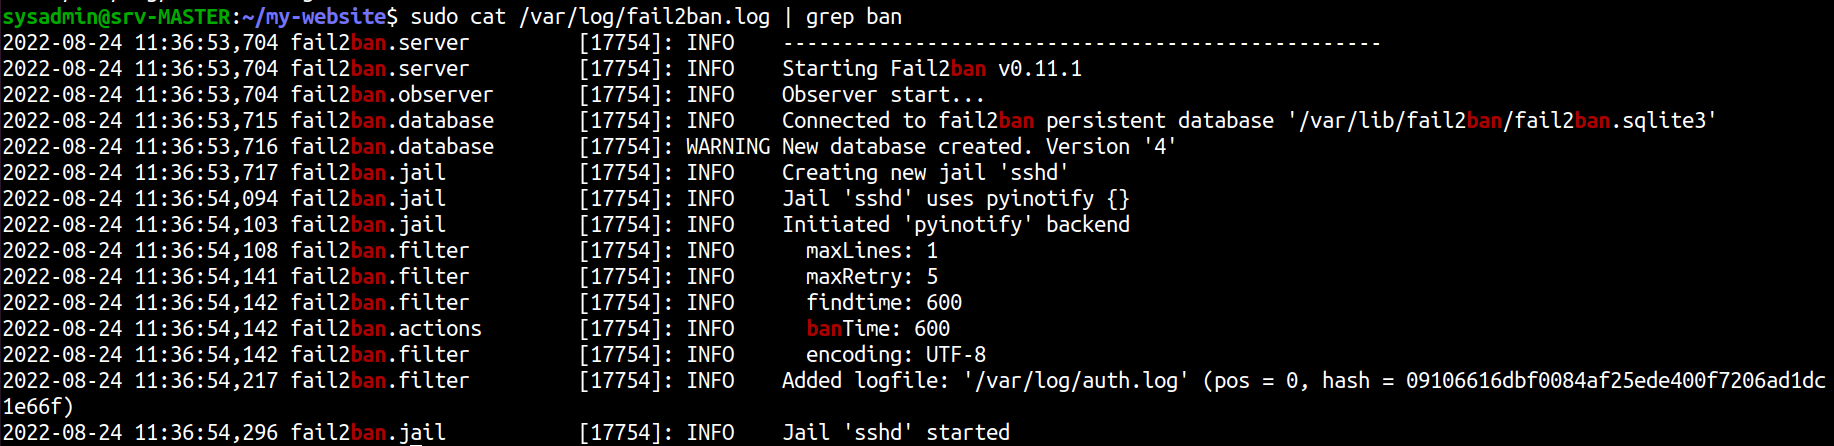 sysadmin@srv-MASTER:~/my-website$ sudo cat /var/log/fail2ban.log | grep ban
2022-08-24 11:36:53,704 fail2ban.server         [17754]: INFO    --------------------------------------------------
2022-08-24 11:36:53,704 fail2ban.server         [17754]: INFO    Starting Fail2ban v0.11.1
2022-08-24 11:36:53,704 fail2ban.observer       [17754]: INFO    Observer start...
2022-08-24 11:36:53,715 fail2ban.database       [17754]: INFO    Connected to fail2ban persistent database '/var/lib/fail2ban/fail2ban.sqlite3'
2022-08-24 11:36:53,716 fail2ban.database       [17754]: WARNING New database created. Version '4'
2022-08-24 11:36:53,717 fail2ban.jail           [17754]: INFO    Creating new jail 'sshd'
2022-08-24 11:36:54,094 fail2ban.jail           [17754]: INFO    Jail 'sshd' uses pyinotify {}
2022-08-24 11:36:54,103 fail2ban.jail           [17754]: INFO    Initiated 'pyinotify' backend
2022-08-24 11:36:54,108 fail2ban.filter         [17754]: INFO      maxLines: 1
2022-08-24 11:36:54,141 fail2ban.filter         [17754]: INFO      maxRetry: 5
2022-08-24 11:36:54,142 fail2ban.filter         [17754]: INFO      findtime: 600
2022-08-24 11:36:54,142 fail2ban.actions        [17754]: INFO      banTime: 600
2022-08-24 11:36:54,142 fail2ban.filter         [17754]: INFO      encoding: UTF-8
2022-08-24 11:36:54,217 fail2ban.filter         [17754]: INFO    Added logfile: '/var/log/auth.log' (pos = 0, hash = 09106616dbf0084af25ede400f7206ad1dc
1e66f)
2022-08-24 11:36:54,296 fail2ban.jail           [17754]: INFO    Jail 'sshd' started